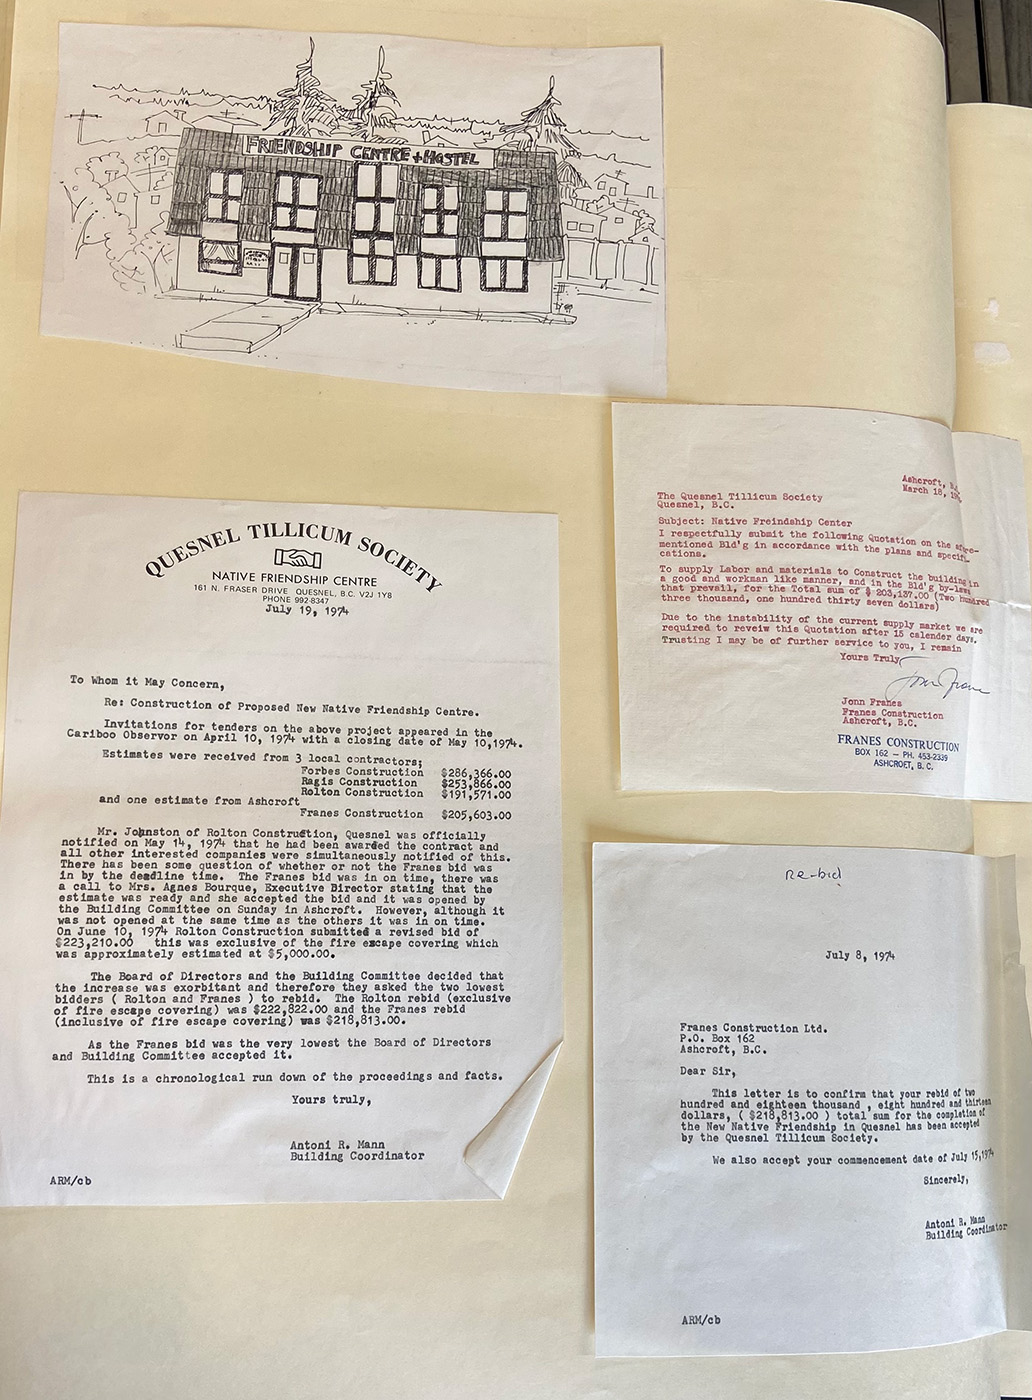 FRIENDSHIP CENTRE + HOSTEL
QUESNEL TILLICUM SOCIETY
NATIVE FRIENDSHIP CENTRE
161 N. FRASER DRIVE QUESNEL, B.C. V2J 1Y8
PHONE 992-8347
July 19, 1974
To Whom it May Concern,
Re: Construction of Proposed New Native Friendship Centre.
Invitations for tenders on the above project appeared in the
Cariboo Observor on April 10, 1974 with a closing date of May 10,1974.
Estimates were received from 3 local contractors;
Forbes Construction $286,366.00
Ragis Construction $253,866.00
Rolton Construction $191,571.00
and one estimate from Ashcroft
Franes Construction $205,603.00
Mr. Johnston of Rolton Construction, Quesnel was officially
notified on May 14, 1974 that he had been awarded the contract and
all other interested companies were simultaneously notified of this.
There has been some question of whether or not the Franes bid was
in by the deadline time. The Franes bid was in on time, there was
a call to Mrs. Agnes Bourque, Executive Director stating that the
estimate was ready and she accepted the bid and it was opened by
the Building Committee on Sunday in Ashcroft. However, although it
was not opened at the same time as the others it was in on time.
On June 10, 1974 Rolton Construction submitted a revised bid of
$223,210.00 this was exclusive of the fire escape covering which
was approximately estimated at $5,000.00.
The Board of Directors and the Building Committee decided that
the increase was exorbitant and therefore they asked the two lowest
bidders ( Rolton and Franes ) to rebid. The Rolton rebid (exclusive
of fire escape covering) was $222,822.00 and the Franes rebid
(inclusive of fire escape covering) was $218,813.00.
As the Franes bid was the very lowest the Board of Directors
and Building Committee accepted it.
This is a chronological run down of the proceedings and facts.
Yours truly,
Antoni R. Mann
Building Coordinator
ARM/cb
Ashcroft,
March 18,
The Quesnel Tillicum Society
Quesnel, B.C.
Subject: Native Freindship Center
I respectfully submit the following Quotation on the afore-
mentioned Bld'g in accordance with the plans and specifi-
cations.
To supply Labor and materials to Construct the building in
a good and workman like manner, and in the Bld'g by-laws
that prevail, for the Total sum of $ 203,137.00 (Two hundred
three thousand, one hundred thirty seven dollars)
Due to the instability of the current supply market we are
required to reveiw this Quotation after 15 calender days.
Trusting I may be of further service to you, I remain
Yours Truly
Jonn Franes
Franes Construction
Ashcroft, B.C.
FRANES CONSTRUCTION
BOX 162 – PH. 453-2339
ASHCROFT, B. C.
Re-bid
July 8, 1974
Franes Construction Ltd.
P.O. Box 162
Ashcroft, B.C.
Dear Sir,
This letter is to confirm that your rebid of two
hundred and eighteen thousand , eight hundred and thirteen
dollars, ( $218,813.00 ) total sum for the completion of
the New Native Friendship in Quesnel has been accepted
by the Quesnel Tillicum Society.
We also accept your commencement date of July 15,1974
Sincerely,
Antoni R. Mann
Building Coordinator
ARM/cb